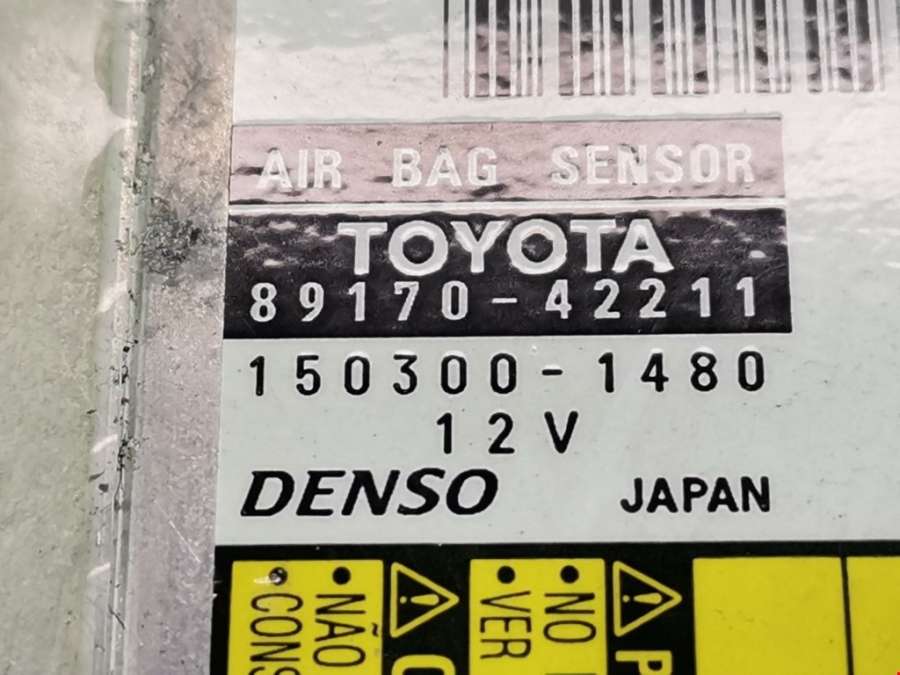 AIR BAG SENSOR
TOYOTA
89170-42211
150300-1480
12V
DENSO JAPAN
NÃO
CONS
NO
VER